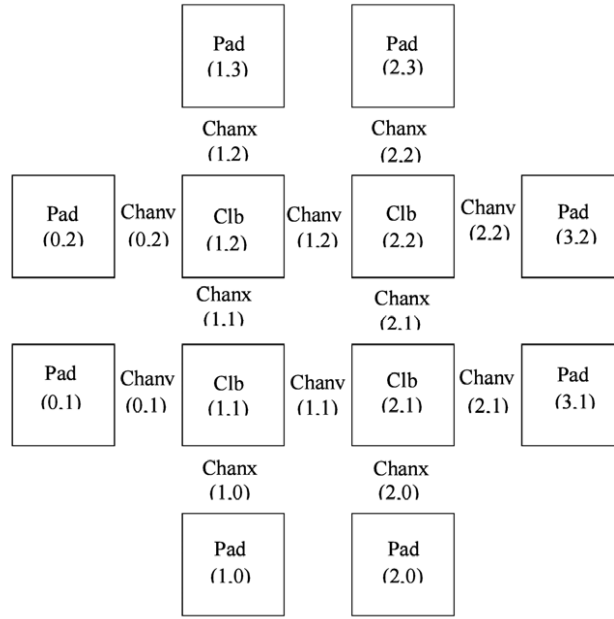 Pad
(1.3)
Pad
(2.3)
Chanx
(1.2)
Chanx
(2.2)
Pad
(0.2)
Chanv
(0.2)
Clb
(1.2)
Chanv
(1.2)
Clb
(2.2)
Chanv
(2.2)
Pad
(3.2)
Chanx
(1.1)
Chanx
(2.1)
Pad
(0.1)
Chanv
(0.1)
Clb
(1.1)
Chanv
(1.1)
Clb
(2.1)
Chanv
(2.1)
Pad
(3.1)
Chanx
(1.0)
Chanx
(2.0)
Pad
(1.0)
Pad
(2.0)